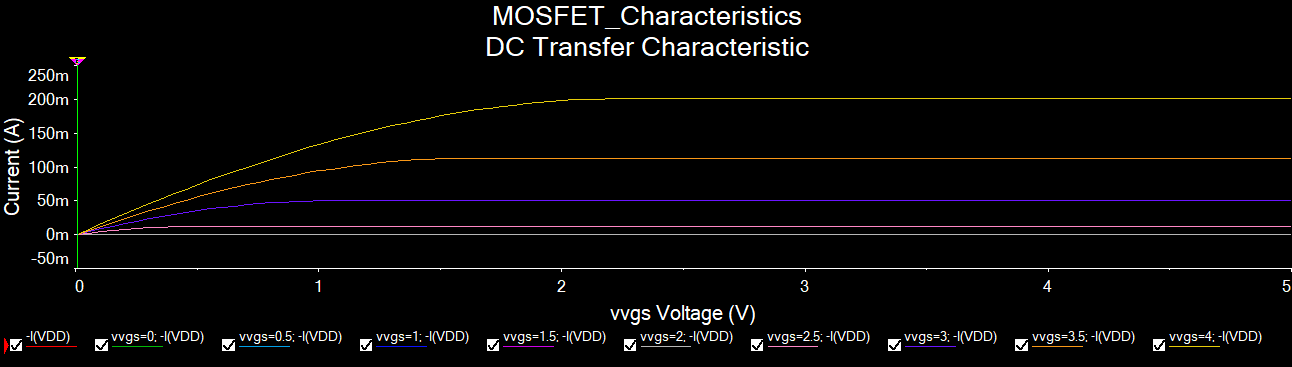 MOSFET_Characteristics
DC Transfer Characteristic
250m
200m
150m
100m
50m
0m
-50m
Current (A)
0 1 2 3 4 5
vvgs Voltage (V)
-I(VDD) vvgs=0; -I(VDD) vvgs=0.5; -I(VDD) vvgs=1; -I(VDD) vvgs=1.5; -I(VDD) vvgs=2; -I(VDD) vvgs=2.5; -I(VDD) vvgs=3; -I(VDD) vvgs=3.5; -I(VDD) vvgs=4; -I(VDD)